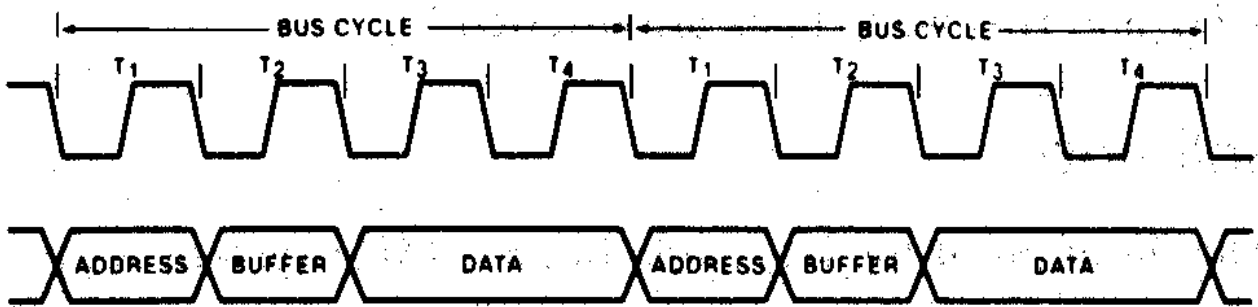 BUS CYCLE BUS CYCLE
T1 T2 T3 T4 T1 T2 T3 T4
ADDRESS BUFFER DATA ADDRESS BUFFER DATA